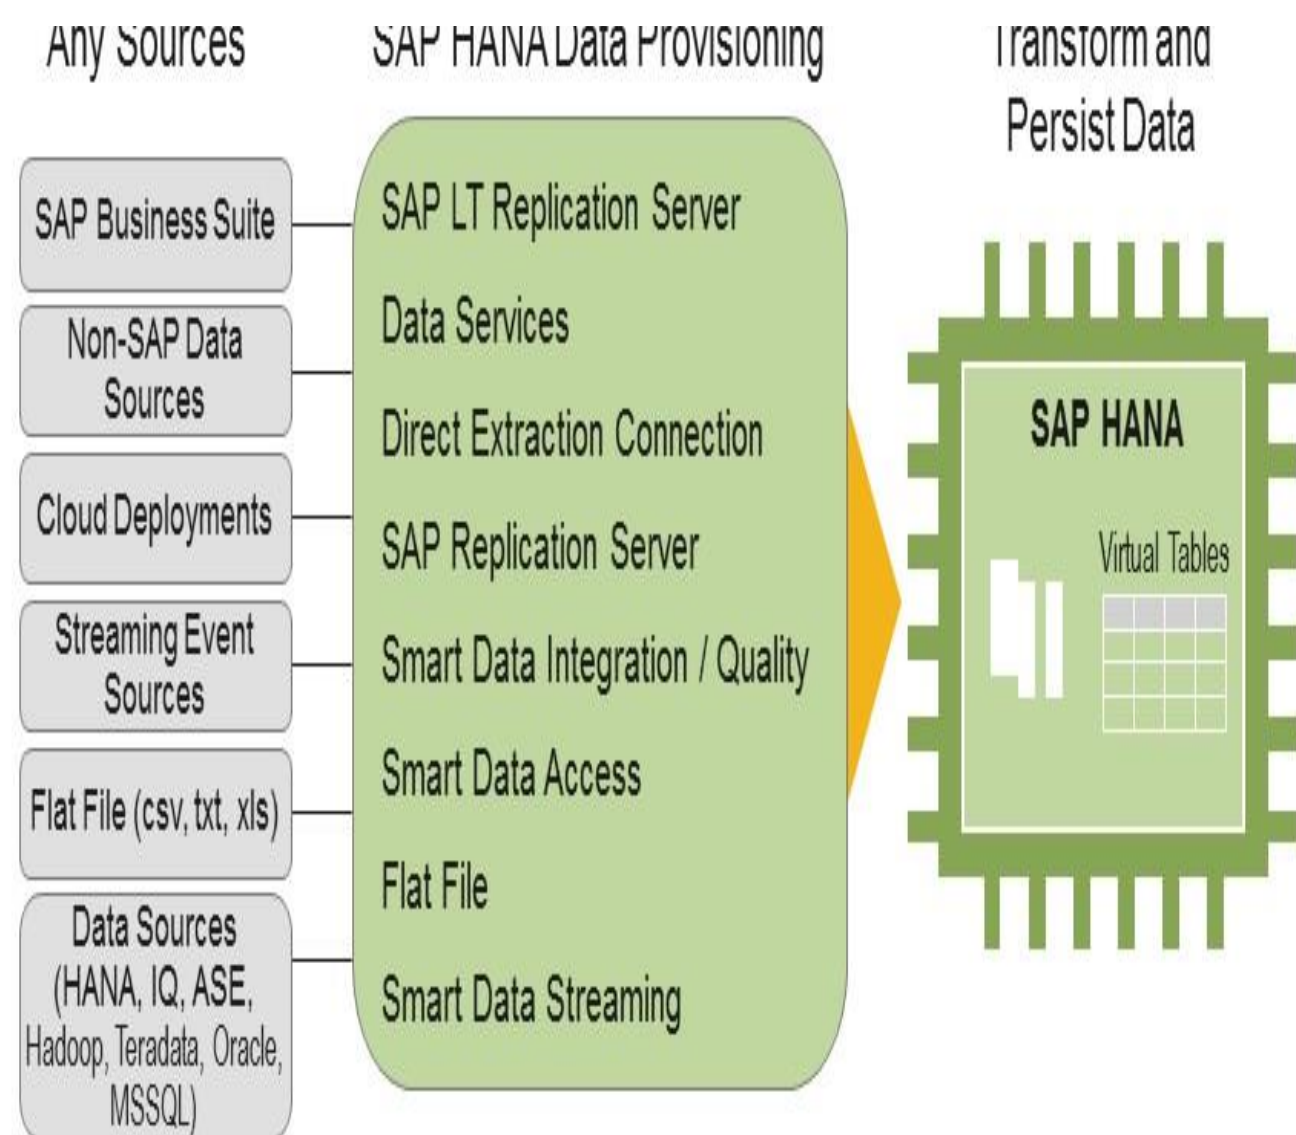 Any Sources
SAP HANA Data Provisioning
Transform and
Persist Data
SAP Business Suite
Non-SAP Data
Sources
Cloud Deployments
Streaming Event
Sources
Flat File (csv, txt, xls)
Data Sources
(HANA, IQ, ASE,
Hadoop, Teradata, Oracle,
MSSQL)
SAP LT Replication Server
Data Services
Direct Extraction Connection
SAP Replication Server
Smart Data Integration / Quality
Smart Data Access
Flat File
Smart Data Streaming
SAP HANA
Virtual Tables